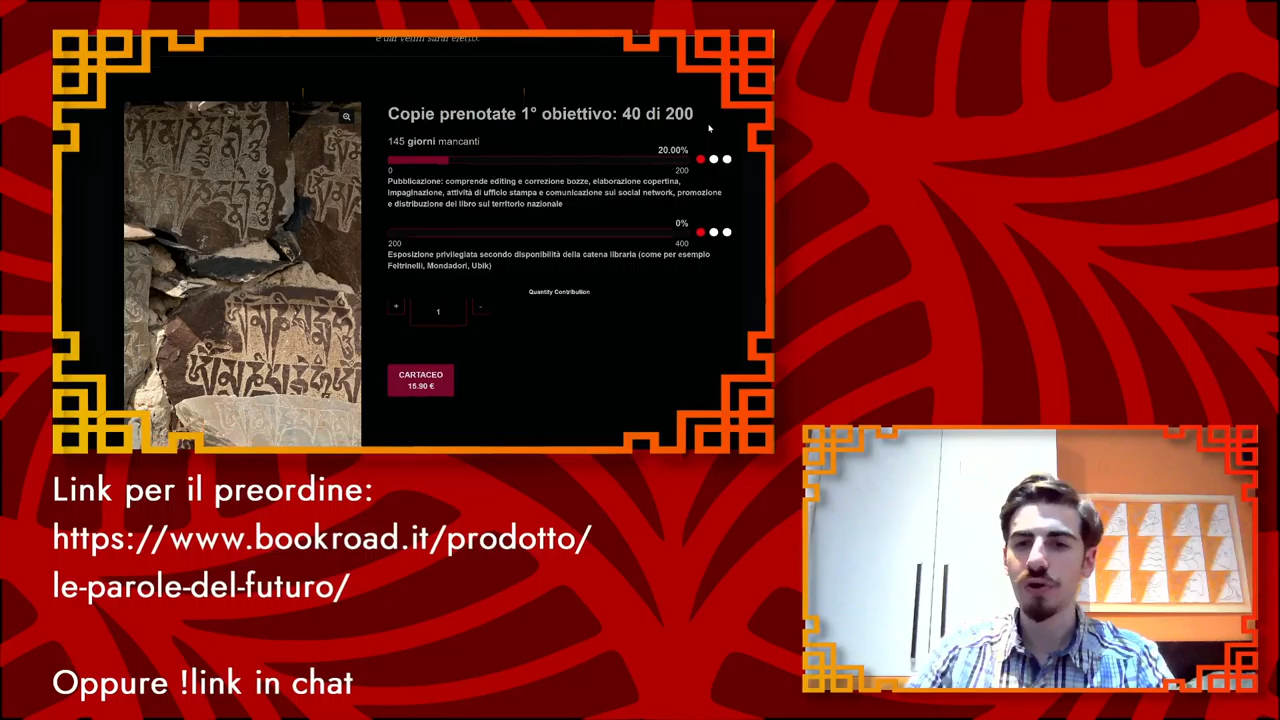 e dai venini sarai eletto.
Copie prenotate 1° obiettivo: 40 di 200
145 giorni mancanti
20.00%
0
200
Pubblicazione: comprende editing e correzione bozze, elaborazione copertina,
impaginazione, attività di ufficio stampa e comunicazione sui social network, promozione
e distribuzione del libro sul territorio nazionale
0%
200
400
Esposizione privilegiata secondo disponibilità della catena libraria (come per esempio
Feltrinelli, Mondadori, Ubik)
Quantity Contribution
+
1
-
CARTACEO
15.90 €
Link per il preordine:
https://www.bookroad.it/prodotto/
le-parole-del-futuro/
Oppure !link in chat